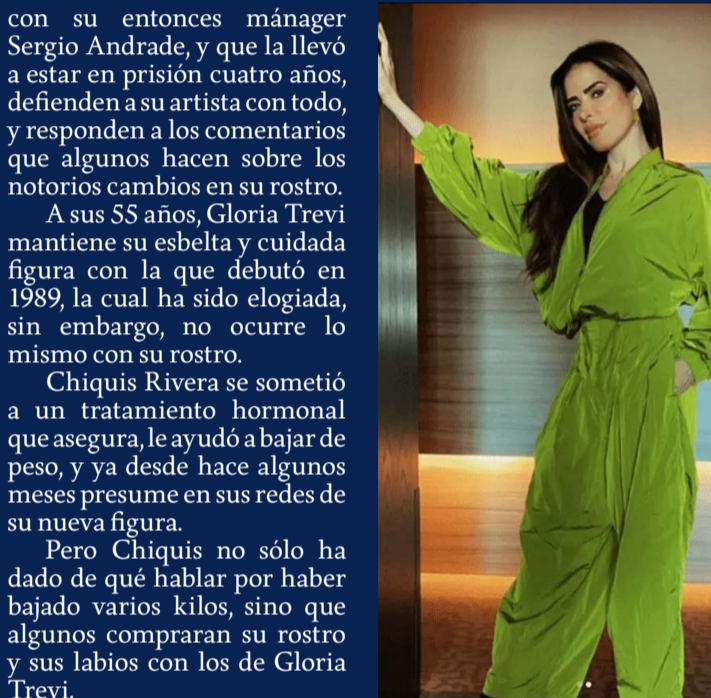 con su entonces mánager
Sergio Andrade, y que la llevó
a estar en prisión cuatro años,
defienden a su artista con todo,
y responden a los comentarios
que algunos hacen sobre los
notorios cambios en su rostro.
A sus 55 años, Gloria Trevi
mantiene su esbelta y cuidada
figura con la que debutó en
1989, la cual ha sido elogiada,
sin embargo, no ocurre lo
mismo con su rostro.
Chiquis Rivera se sometió
a un tratamiento hormonal
que asegura, le ayudó a bajar de
peso, y ya desde hace algunos
meses presume en sus redes de
su nueva figura.
Pero Chiquis no sólo ha
dado de qué hablar por haber
bajado varios kilos, sino que
algunos compraran su rostro
y sus labios con los de Gloria
Trevi.